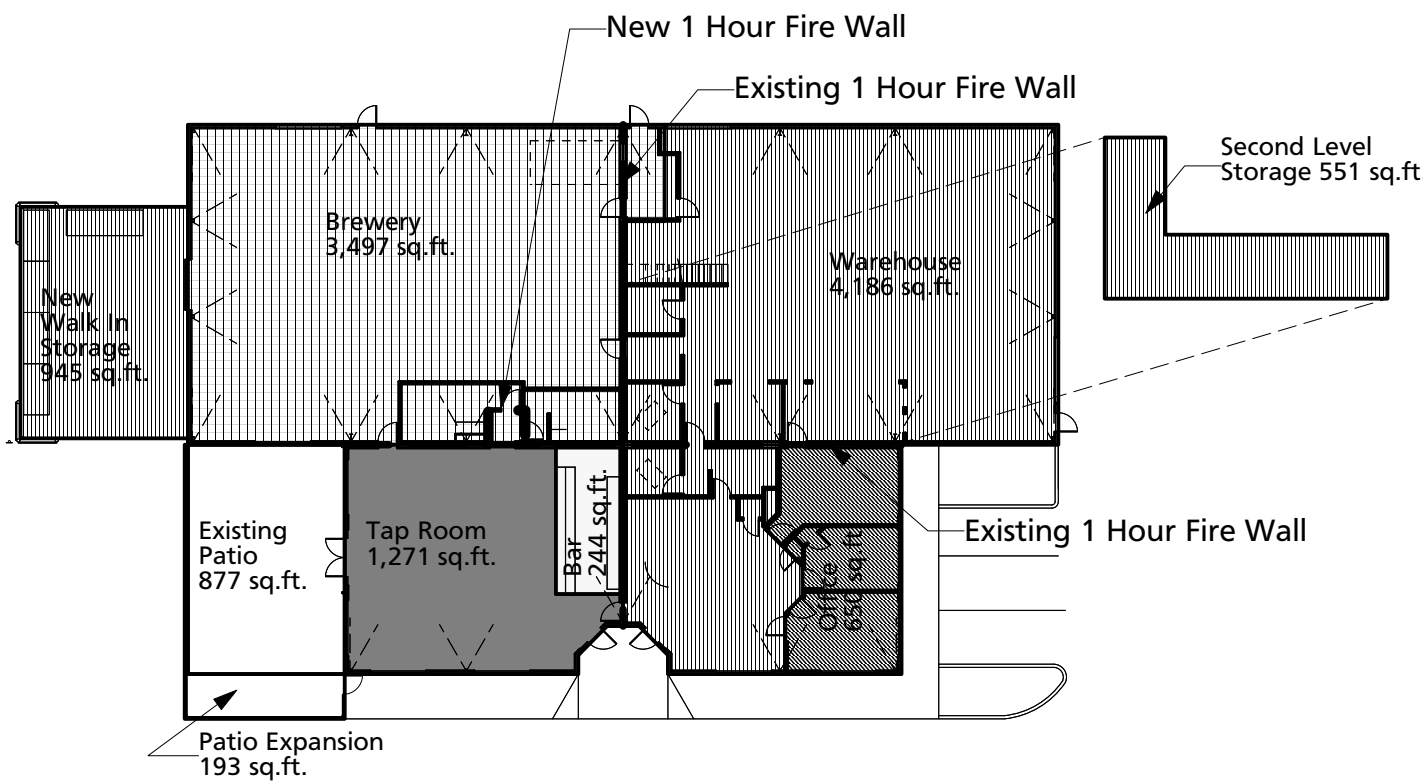 New 1 Hour Fire Wall
Existing 1 Hour Fire Wall
Second Level
Storage 551 sq.ft
Brewery
3,497 sq.ft.
Warehouse
4,186 sq.ft.
New
Walk In
Storage
945 sq.ft.
Existing
Patio
877 sq.ft.
Tap Room
1,271 sq.ft.
Bar
244 sq.ft.
Office
650 sq.ft
Existing 1 Hour Fire Wall
Patio Expansion
193 sq.ft.